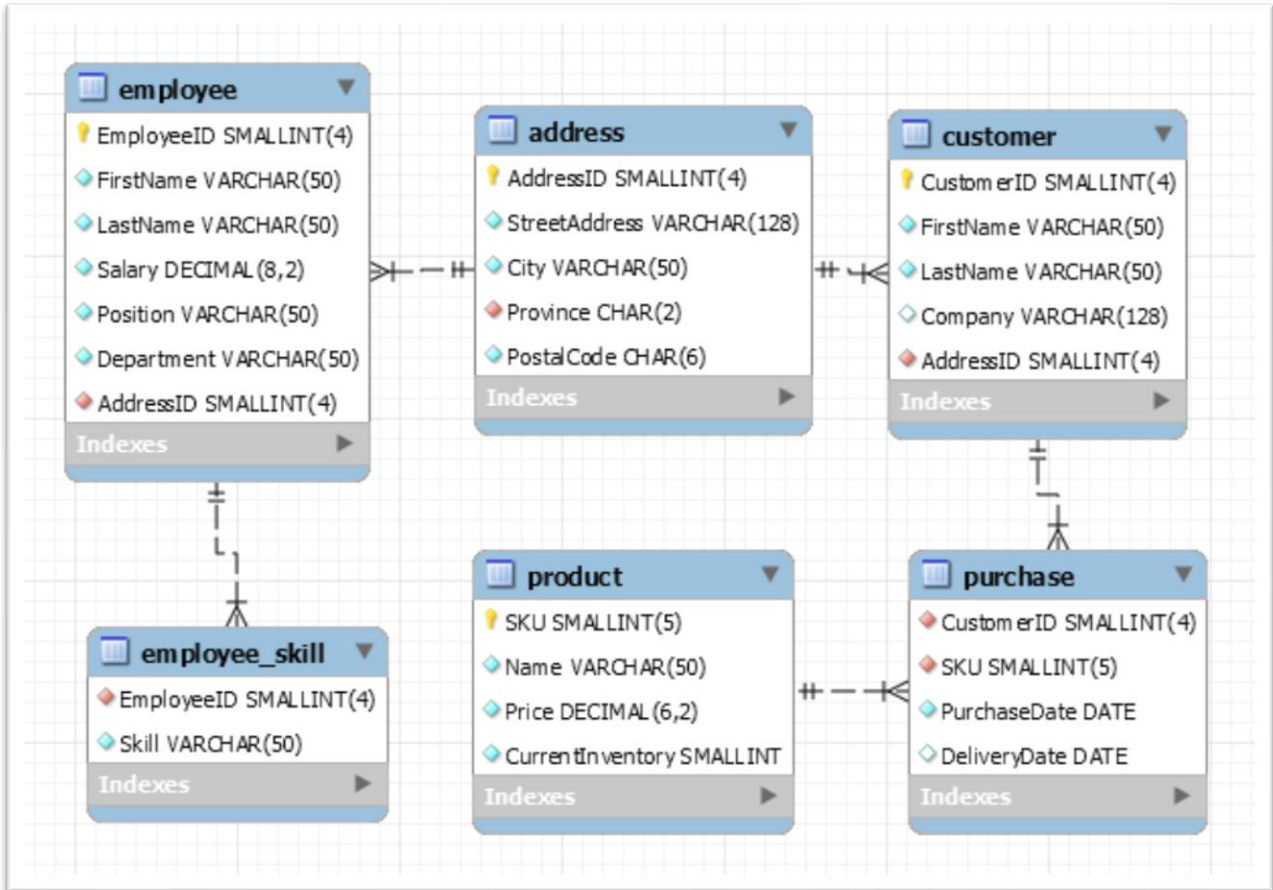 employee
EmployeeID SMALLINT(4)
FirstName VARCHAR(50)
LastName VARCHAR(50)
Salary DECIMAL(8,2)
Position VARCHAR(50)
Department VARCHAR(50)
AddressID SMALLINT(4)
Indexes
address
AddressID SMALLINT(4)
StreetAddress VARCHAR(128)
City VARCHAR(50)
Province CHAR(2)
PostalCode CHAR(6)
Indexes
customer
CustomerID SMALLINT(4)
FirstName VARCHAR(50)
LastName VARCHAR(50)
Company VARCHAR(128)
AddressID SMALLINT(4)
Indexes
employee_skill
EmployeeID SMALLINT(4)
Skill VARCHAR(50)
Indexes
product
SKU SMALLINT(5)
Name VARCHAR(50)
Price DECIMAL(6,2)
CurrentInventory SMALLINT
Indexes
purchase
CustomerID SMALLINT(4)
SKU SMALLINT(5)
PurchaseDate DATE
DeliveryDate DATE
Indexes